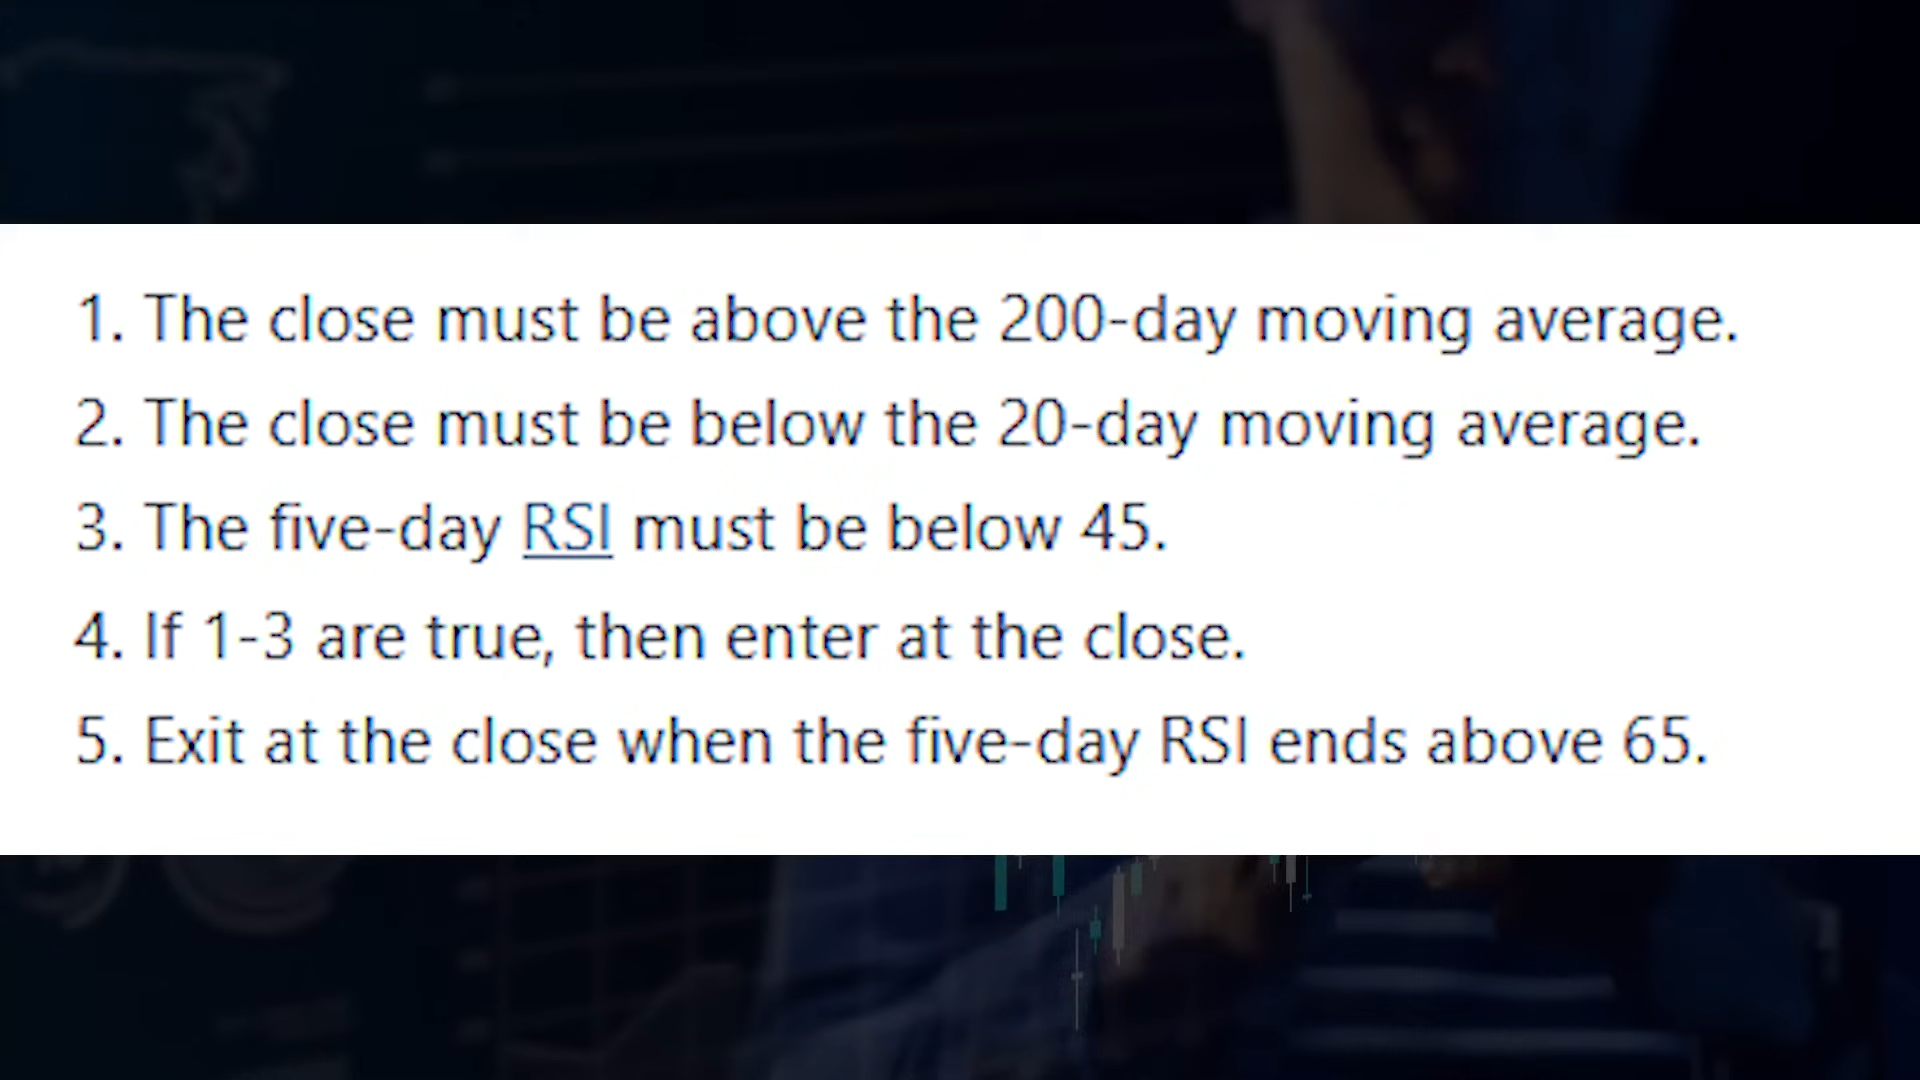 1. The close must be above the 200-day moving average.
2. The close must be below the 20-day moving average.
3. The five-day RSI must be below 45.
4. If 1-3 are true, then enter at the close.
5. Exit at the close when the five-day RSI ends above 65.